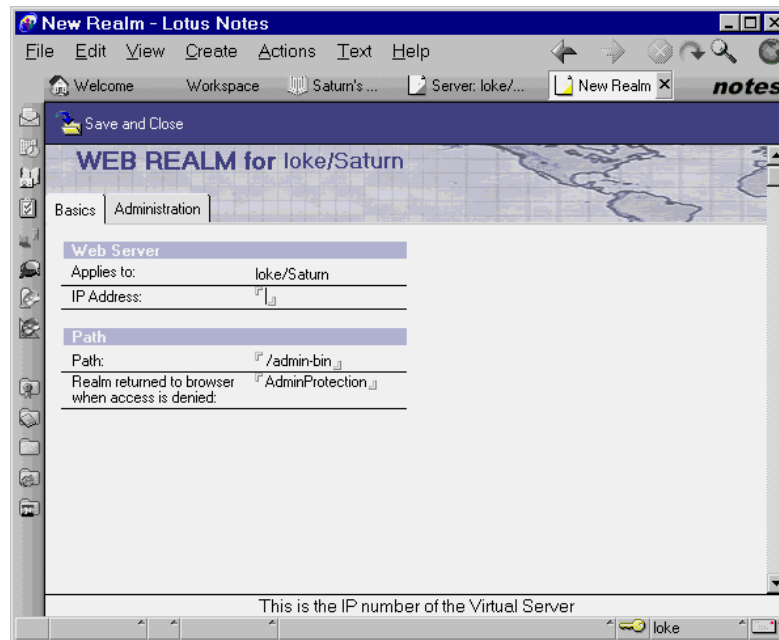 New Realm - Lotus Notes
File Edit View Create Actions Text Help
Welcome Workspace Saturn's ... Server: loke/... New Realm notes
Save and Close
WEB REALM for loke/Saturn
Basics Administration
Web Server
Applies to: loke/Saturn
IP Address:
Path
Path: /admin-bin
Realm returned to browser AdminProtection
when access is denied:
This is the IP number of the Virtual Server
loke